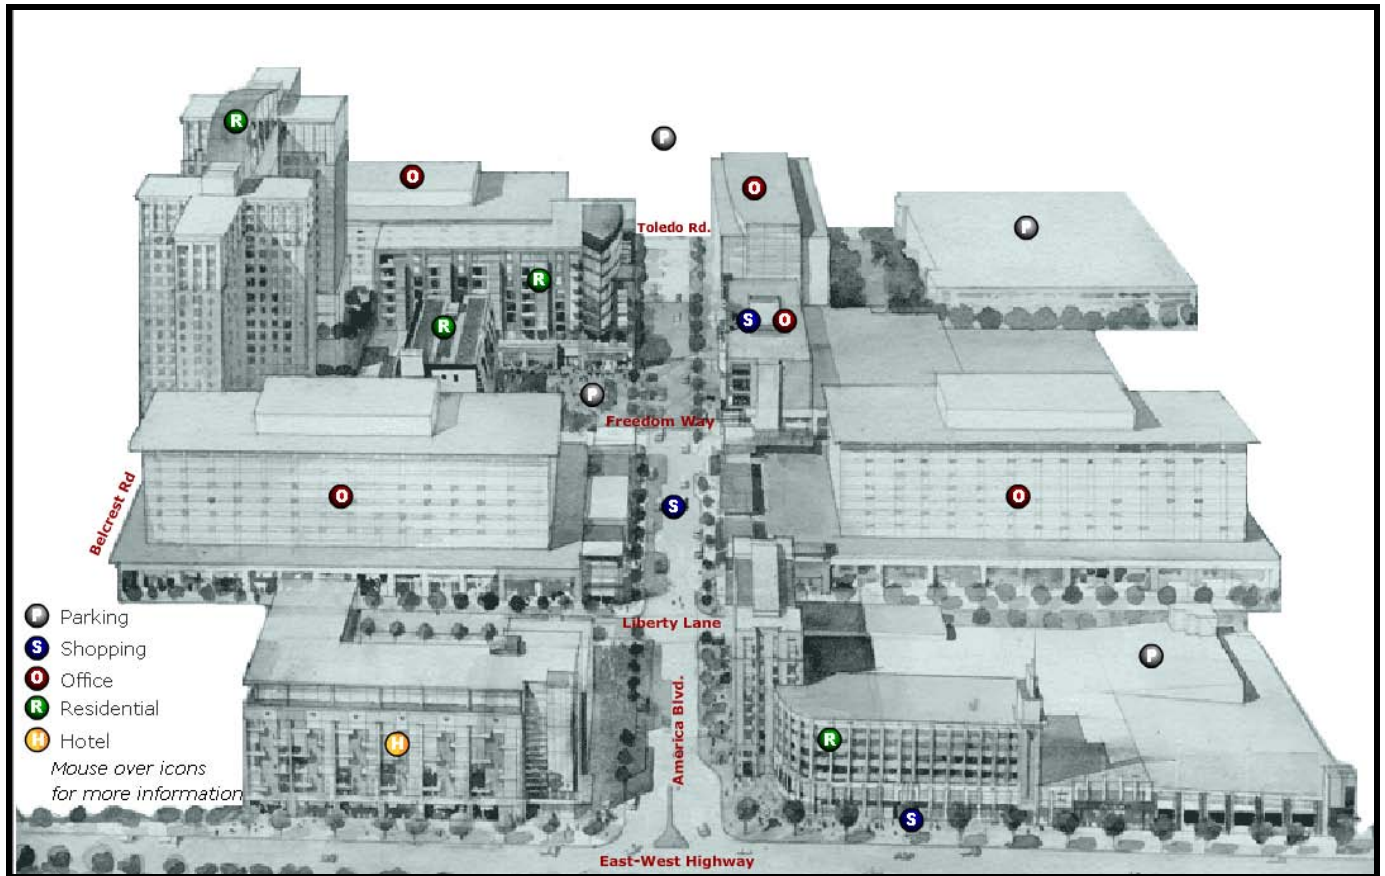 R
P
O
O
Toledo Rd.
P
R
R
S
O
P
Freedom Way
Belcrest Rd
O
S
O
P Parking
S Shopping
O Office
R Residential
H Hotel
Mouse over icons
for more information
Liberty Lane
P
America Blvd.
H
R
S
East-West Highway